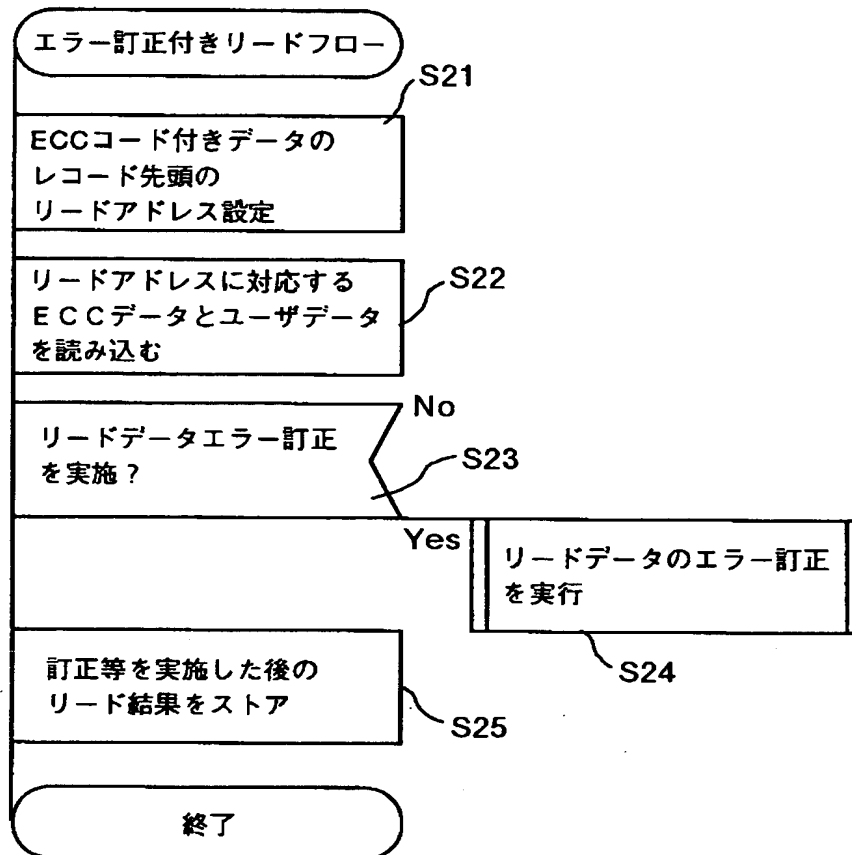 エラー訂正付きリードフロー
S21
ECCコード付きデータの
レコード先頭の
リードアドレス設定
リードアドレスに対応する
ECCデータとユーザデータ
を読み込む
S22
No
リードデータエラー訂正
を実施?
S23
Yes
リードデータのエラー訂正
を実行
S24
訂正等を実施した後の
リード結果をストア
S25
終了